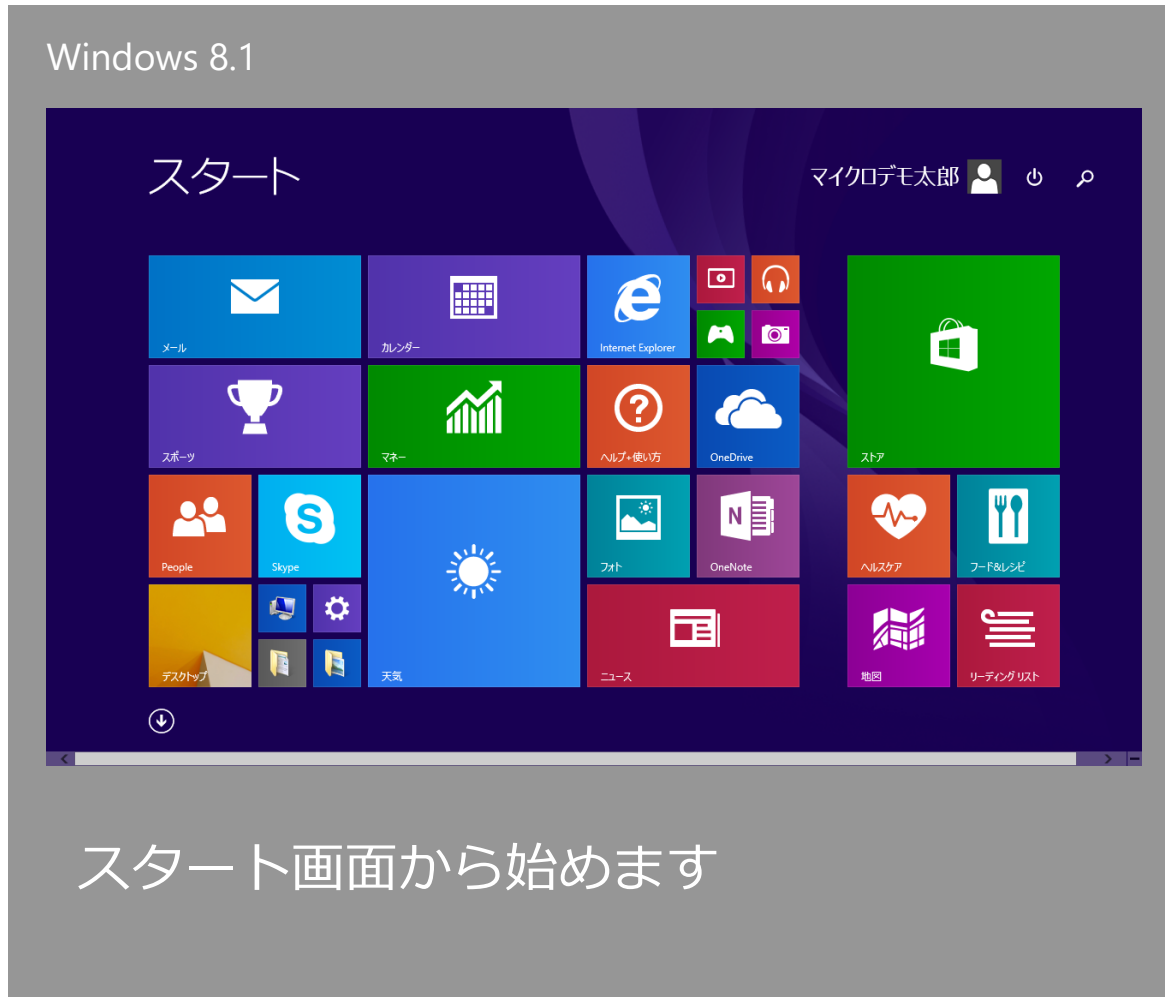 Windows 8.1
スタート
マイクロデモ太郎
メール
カレンダー
Internet Explorer
スポーツ
マネー
ヘルプ+使い方
OneDrive
ストア
People
Skype
天気
フォト
OneNote
ヘルスケア
フード&レシピ
デスクトップ
ニュース
地図
リーディング リスト
スタート画面から始めます